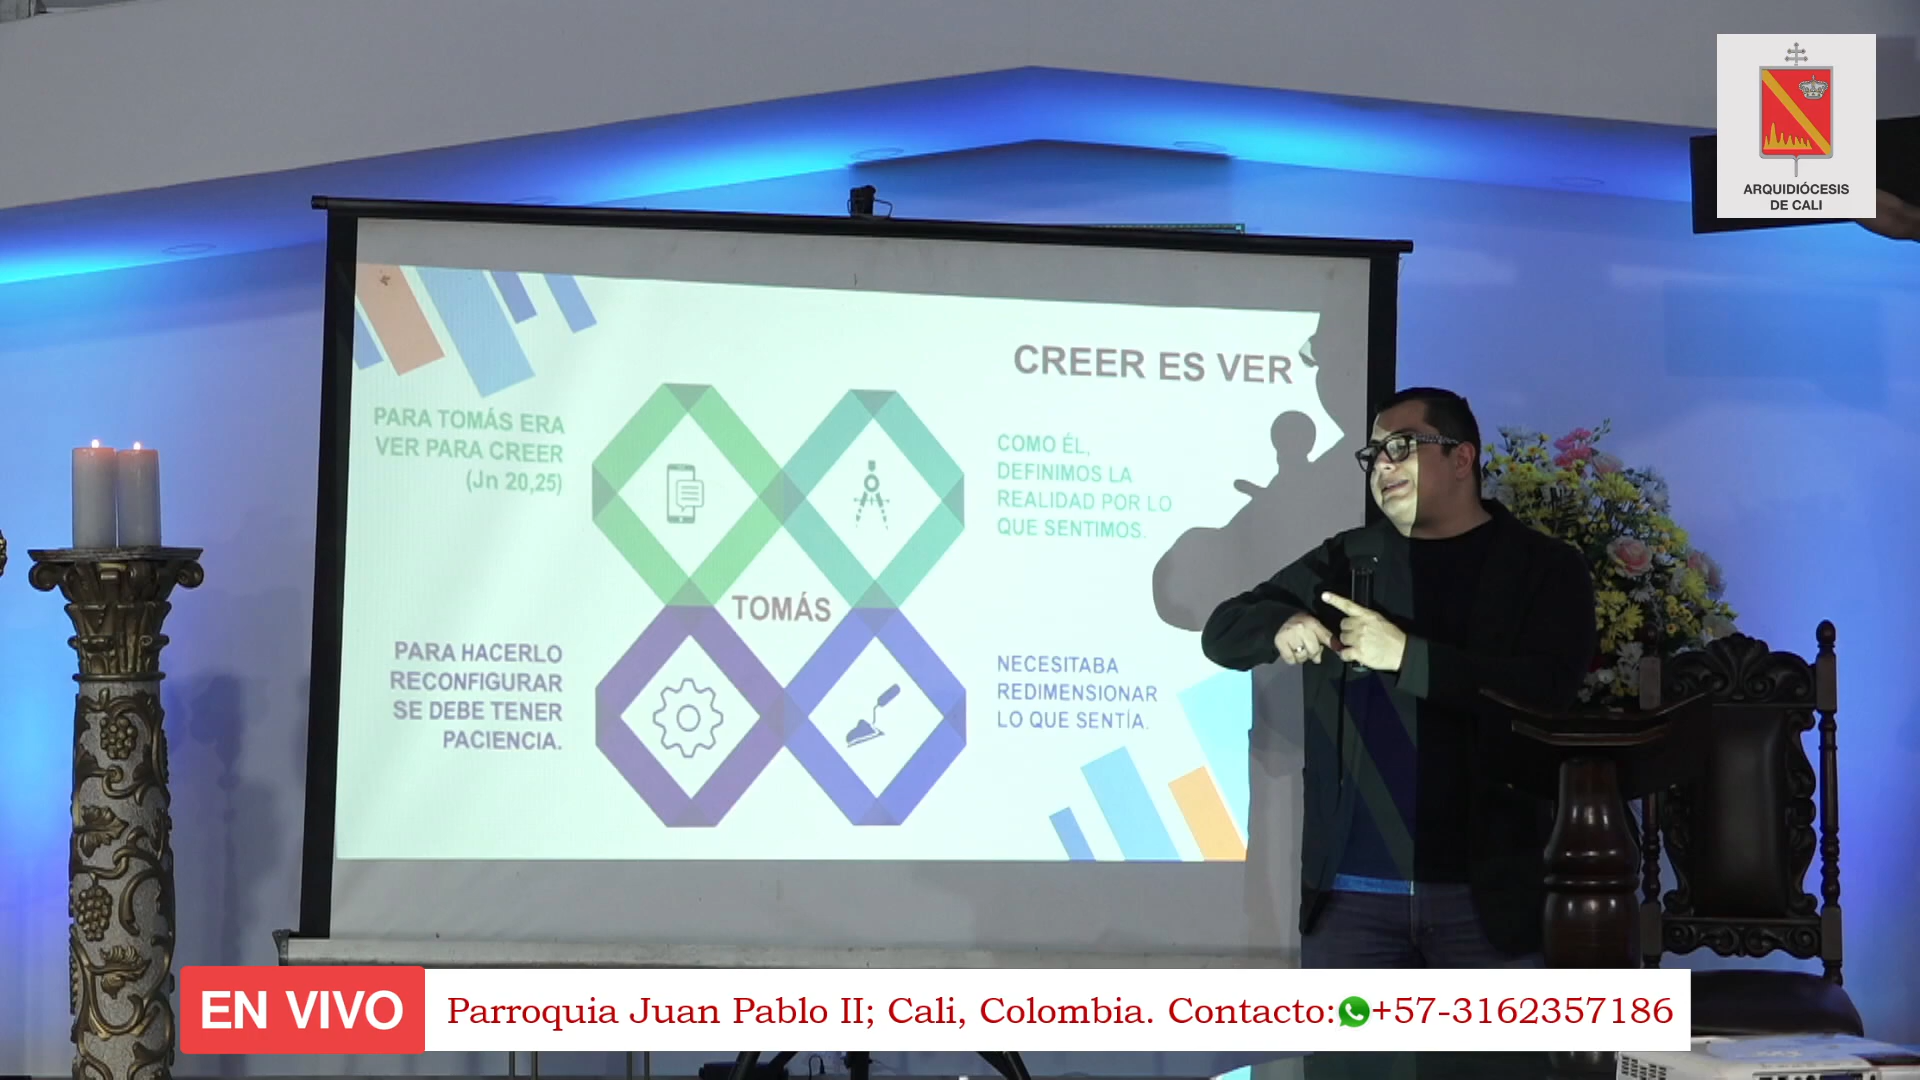 ARQUIDIÓCESIS
DE CALI
CREER ES VER
PARA TOMÁS ERA
VER PARA CREER
(Jn 20,25)
COMO ÉL,
DEFINIMOS LA
REALIDAD POR LO
QUE SENTIMOS.
TOMÁS
PARA HACERLO
RECONFIGURAR
SE DEBE TENER
PACIENCIA.
NECESITABA
REDIMENSIONAR
LO QUE SENTÍA.
EN VIVO
Parroquia Juan Pablo II; Cali, Colombia. Contacto:+57-3162357186